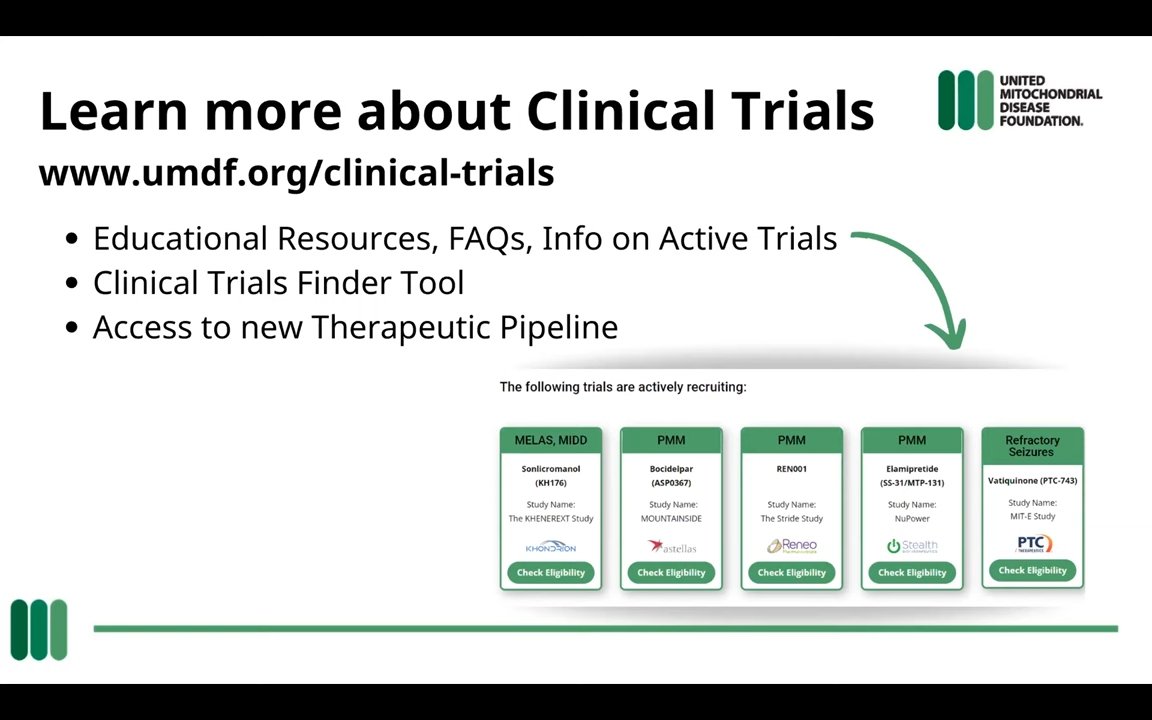 Learn more about Clinical Trials
UNITED
MITOCHONDRIAL
DISEASE
FOUNDATION.
www.umdf.org/clinical-trials
• Educational Resources, FAQs, Info on Active Trials
• Clinical Trials Finder Tool
• Access to new Therapeutic Pipeline
The following trials are actively recruiting:
MELAS, MIDD
Sonlicromanol
(KH176)
Study Name:
The KHENEREXT Study
KHONDRION
Check Eligibility
PMM
Bocidelpar
(ASP0367)
Study Name:
MOUNTAINSIDE
astellas
Check Eligibility
PMM
REN001
Study Name:
The Stride Study
Reneo
Check Eligibility
PMM
Elamipretide
(SS-31/MTP-131)
Study Name:
NuPower
Stealth
Check Eligibility
Refractory
Seizures
Vatiquinone (PTC-743)
Study Name:
MIT-E Study
PTC
THERAPEUTICS
Check Eligibility